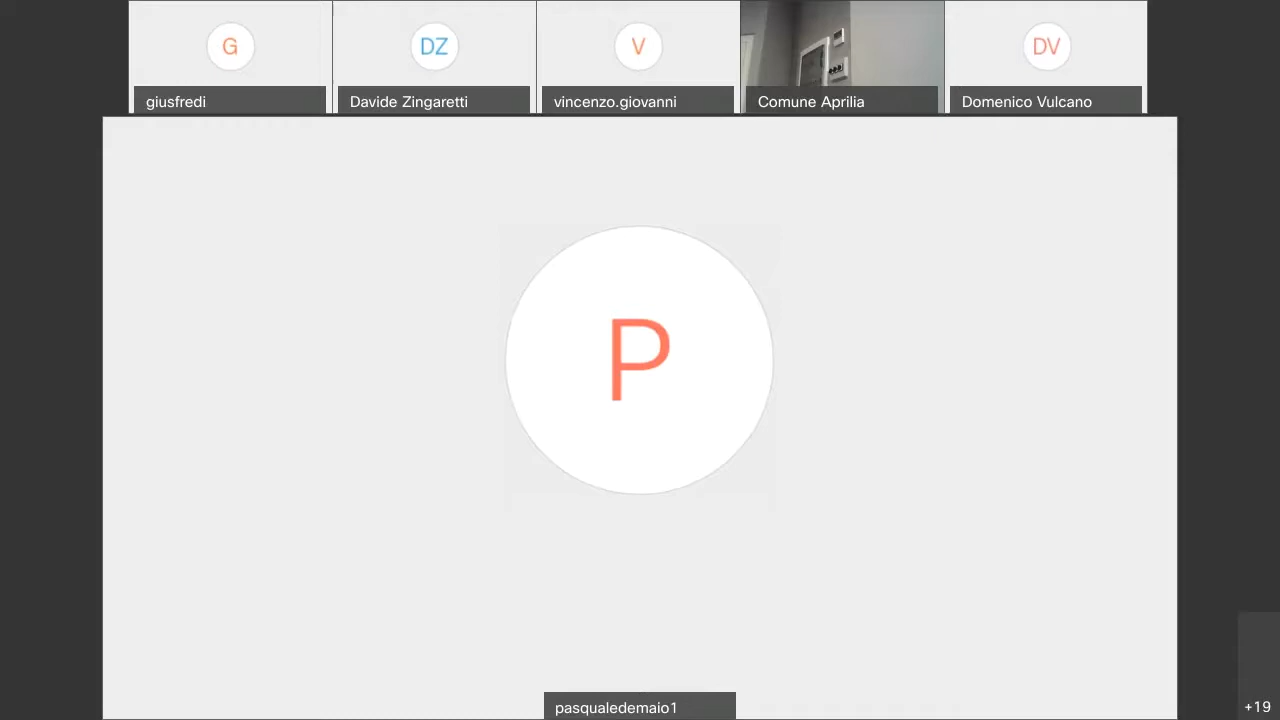 G
DZ
V
DV
giusfredi
Davide Zingaretti
vincenzo.giovanni
Comune Aprilia
Domenico Vulcano
P
pasqualedemaio1
+19